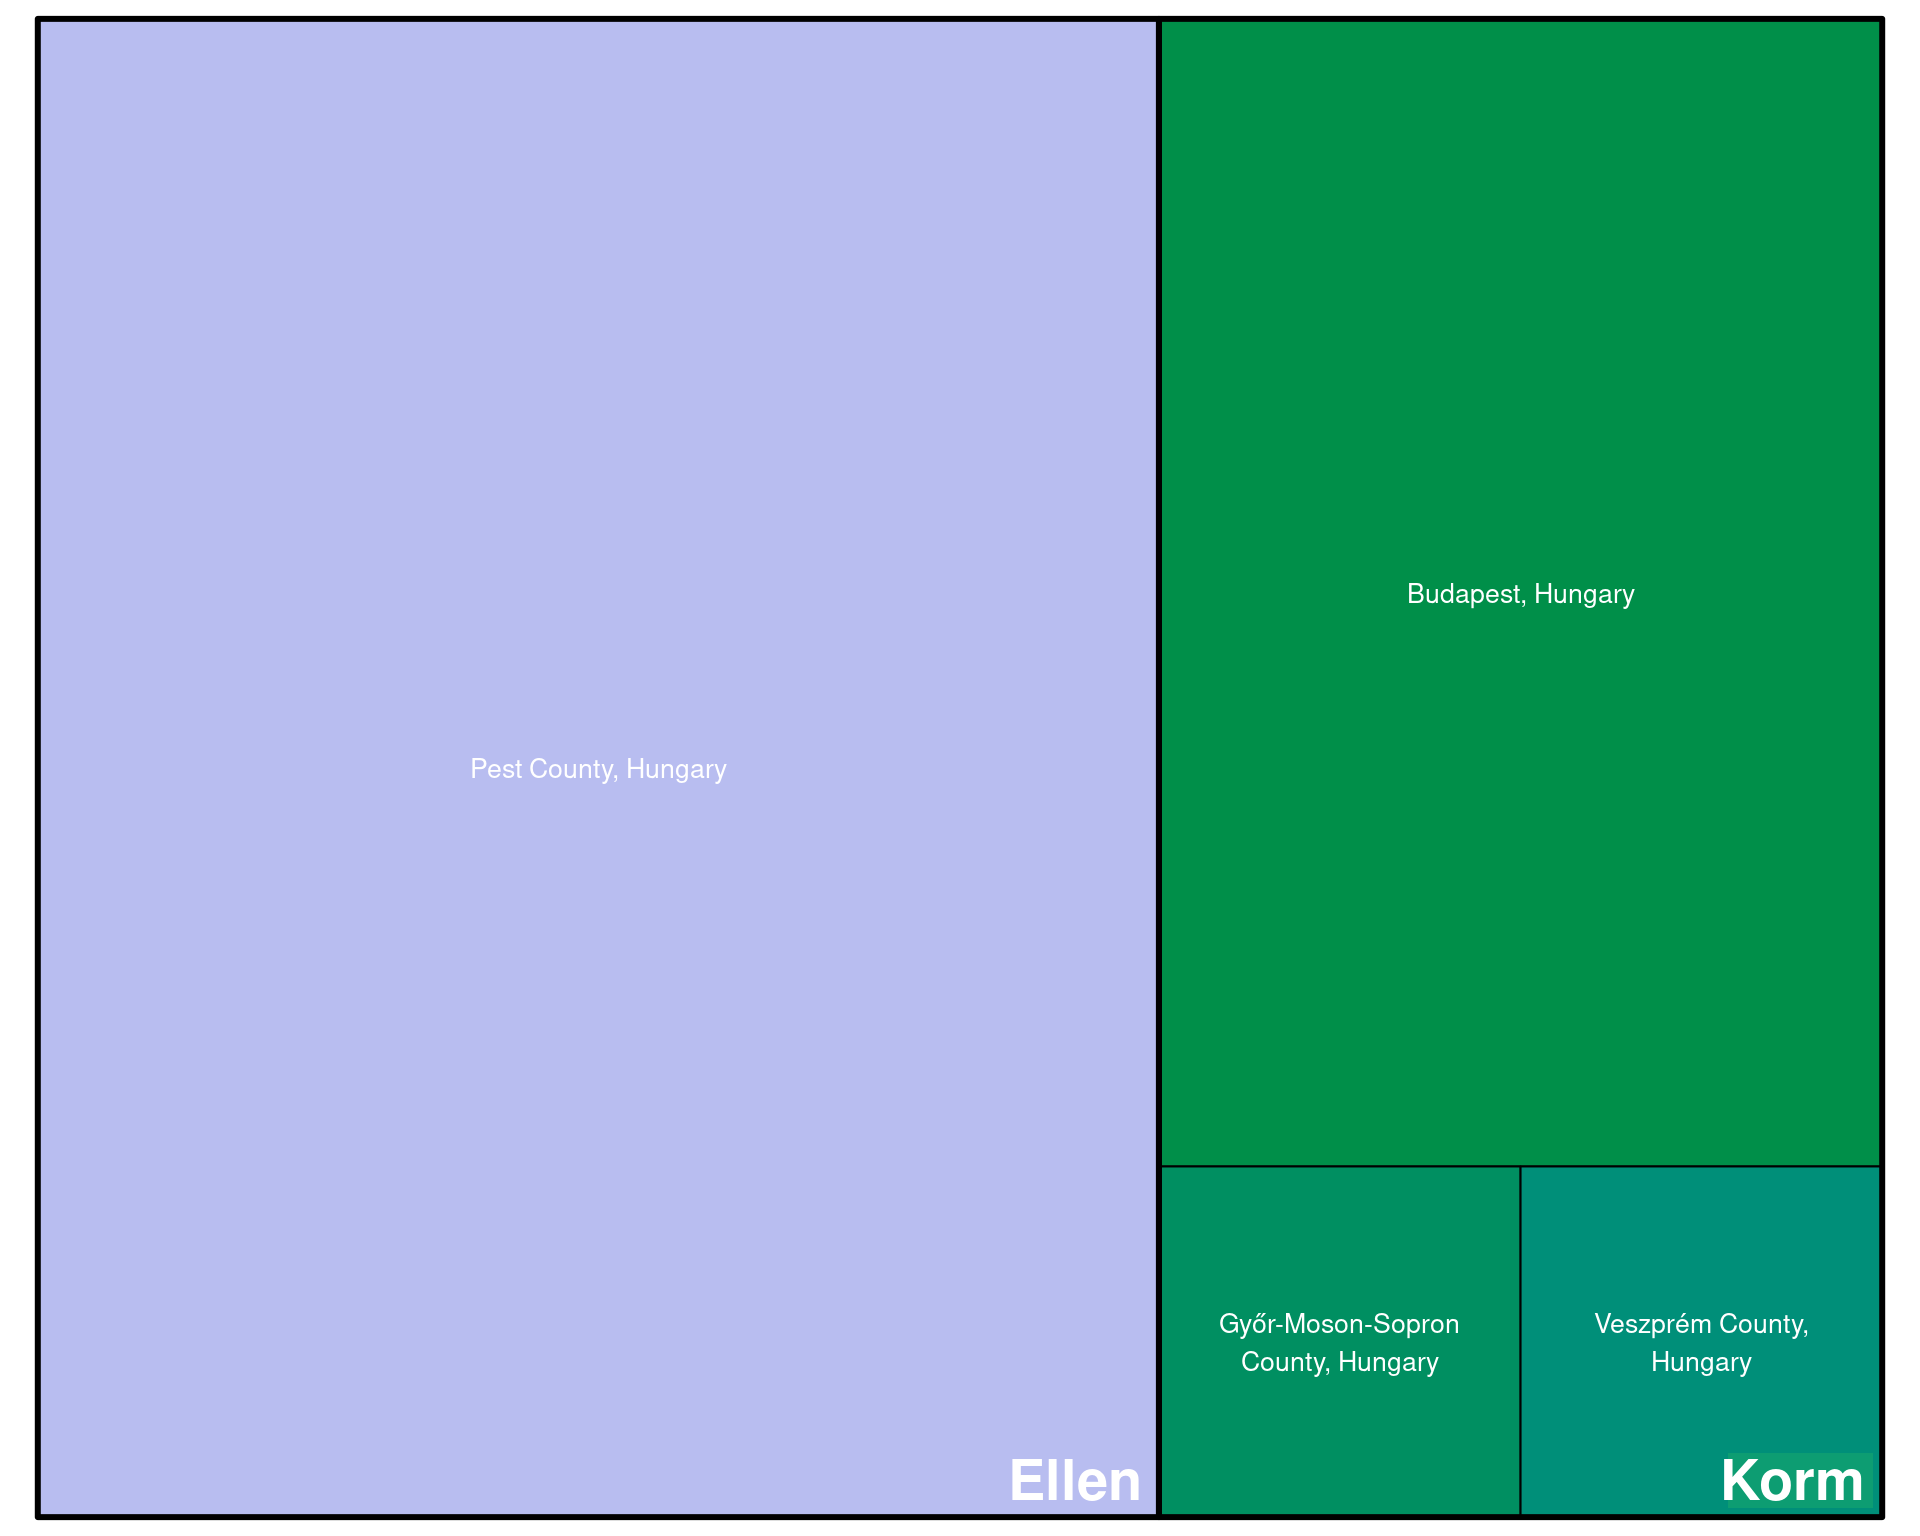 Budapest, Hungary
Pest County, Hungary
Győr-Moson-Sopron
County, Hungary
Veszprém County,
Hungary
Ellen
Korm